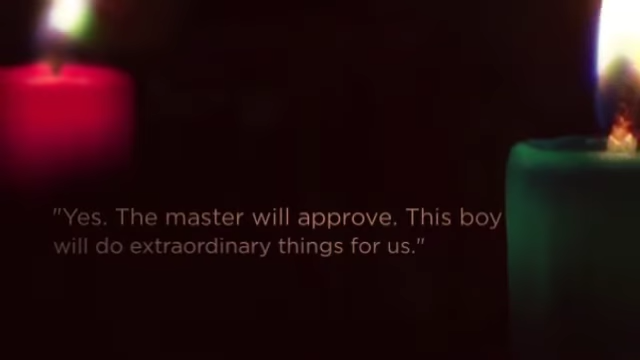 "Yes. The master will approve. This boy
will do extraordinary things for us."